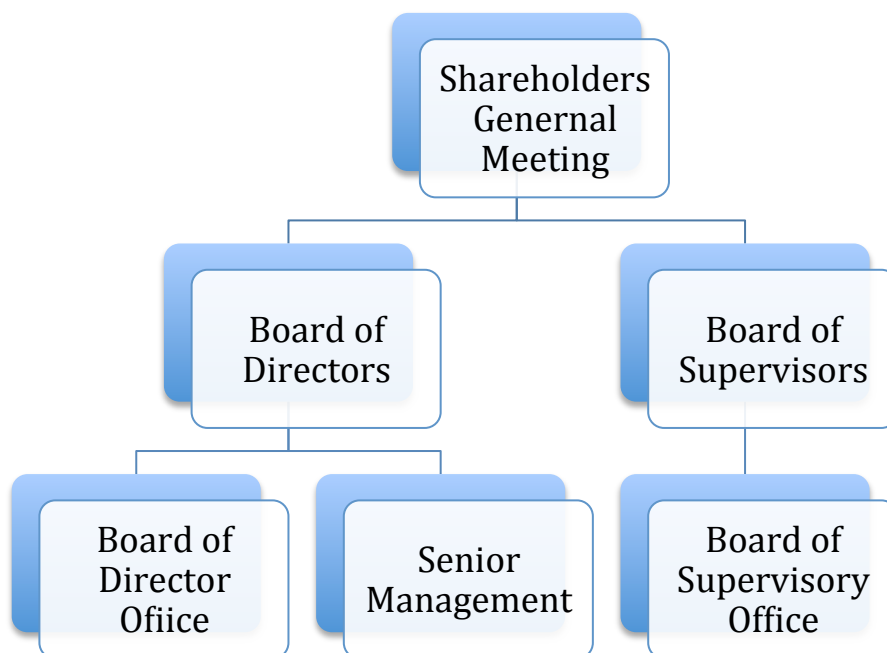 Shareholders
Genernal
Meeting
Board of
Directors
Board of
Supervisors
Board of
Director
Ofiice
Senior
Management
Board of
Supervisory
Office